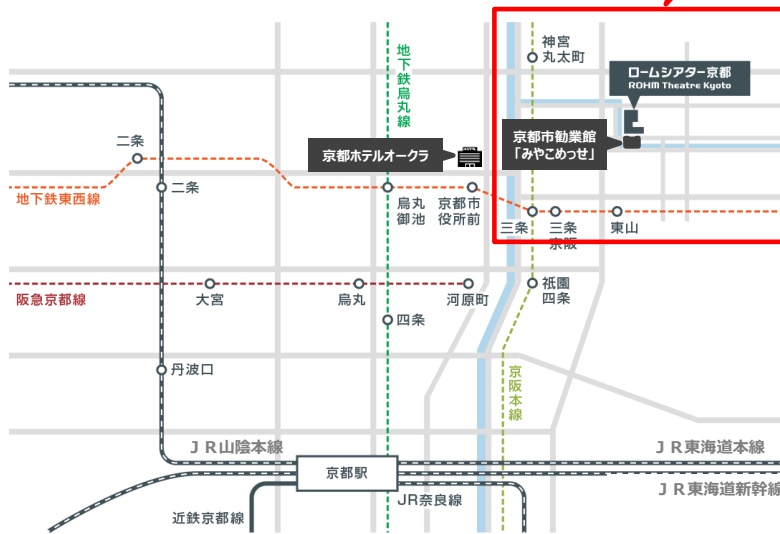 地下鉄烏丸線
神宮
丸太町
ロームシアター京都
ROHM Theatre Kyoto
京都市勧業館
「みやこめっせ」
京都ホテルオークラ
二条
二条
地下鉄東西線
烏丸
御池
京都市
役所前
三条
三条
京阪
東山
阪急京都線
大宮
烏丸
河原町
祇園
四条
四条
丹波口
京阪本線
ＪＲ山陰本線
京都駅
ＪＲ東海道本線
ＪＲ東海道新幹線
JR奈良線
近鉄京都線